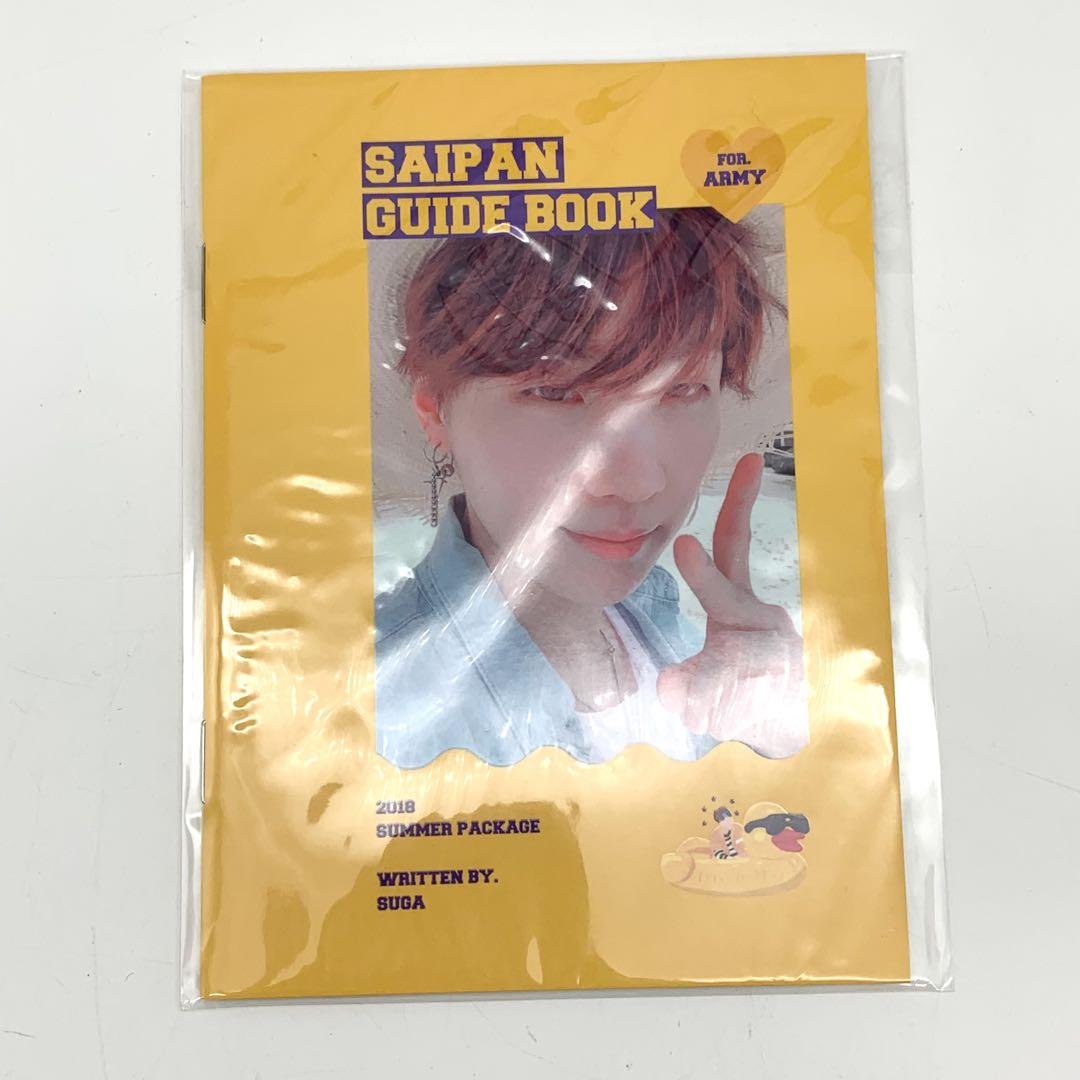 SAIPAN
GUIDE BOOK
FOR.
ARMY
2018
SUMMER PACKAGE
WRITTEN BY.
SUGA